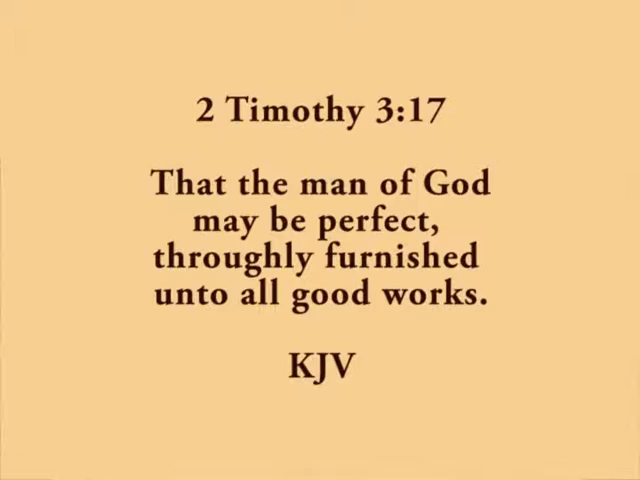 2 Timothy 3:17
That the man of God
may be perfect,
throughly furnished
unto all good works.
KJV